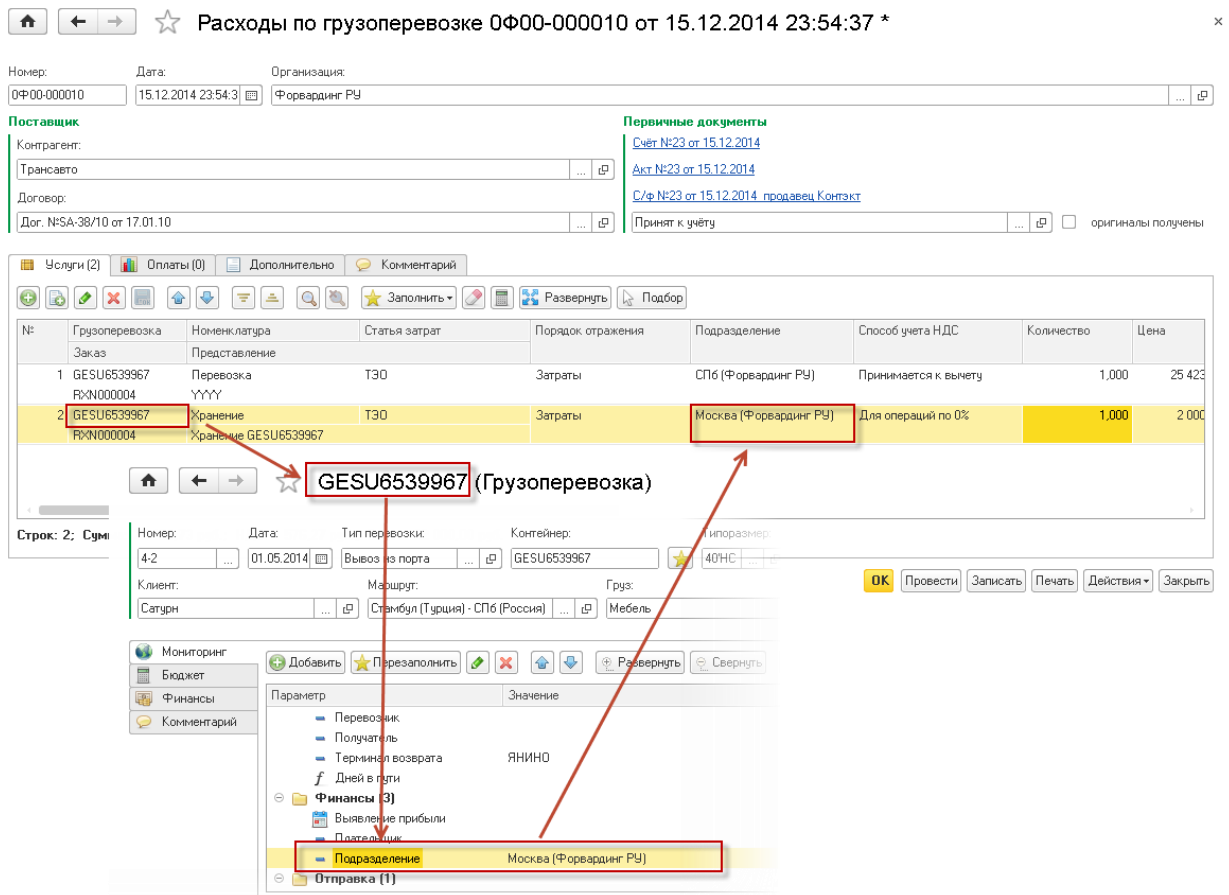 Расходы по грузоперевозке 0Ф00-000010 от 15.12.2014 23:54:37 *
Номер: Дата: Организация:
0Ф00-000010 15.12.2014 23:54:3 Форвардинг РУ ...
Поставщик Первичные документы
Контрагент: Счёт №23 от 15.12.2014
Трансавто ... Акт №23 от 15.12.2014
Договор: С/ф №23 от 15.12.2014 продавец Контэкт
Дог. №SA-38/10 от 17.01.10 ... Принят к учёту ... оригиналы получены
Услуги (2) Оплаты (0) Дополнительно Комментарий
Заполнить Развернуть Подбор
№ Грузоперевозка Номенклатура Статья затрат Порядок отражения Подразделение Способ учета НДС Количество Цена
Заказ Представление
1 GESU6539967 Перевозка ТЭО Затраты СПб (Форвардинг РУ) Принимается к вычету 1,000 25 423
RXN000004 YYYY
2 GESU6539967 Хранение ТЭО Затраты Москва (Форвардинг РУ) Для операций по 0% 1,000 2 000
RXN000004 Хранение GESU6539967
GESU6539967 (Грузоперевозка)
Строк: 2; Сумм
Номер: Дата: Тип перевозки: Контейнер: Типоразмер:
4-2 ... 01.05.2014 Вывоз из порта ... GESU6539967 40'HC ...
Клиент: Маршрут: Груз:
Сатурн ... Стамбул (Турция) - СПб (Россия) ... Мебель
OK Провести Записать Печать Действия Закрыть
Мониторинг
Бюджет
Финансы
Комментарий
Добавить Перезаполнить Развернуть Свернуть
Параметр Значение
Перевозчик
Получатель
Терминал возврата ЯНИНО
f Дней в пути
Финансы (3)
Выявление прибыли
Плательщик
Подразделение Москва (Форвардинг РУ)
Отправка (1)